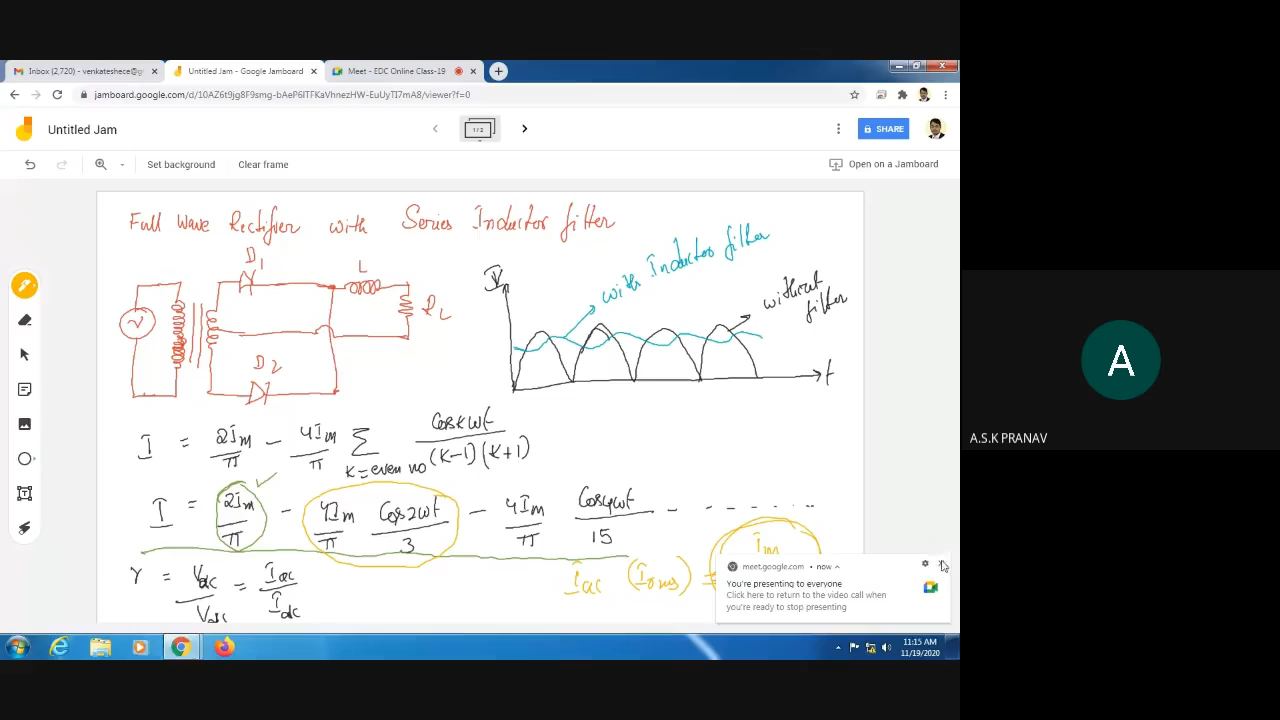 Inbox (2,720) - venkateshece@g
Untitled Jam - Google Jamboard
Meet - EDC Online Class-19
jamboard.google.com/d/10AZ6t9jg8F9smg-bAeP6ITFKaVhnezHW-EuUyTI7mA8/viewer?f=0
Untitled Jam
1 / 2
SHARE
Set background
Clear frame
Open on a Jamboard
Full Wave Rectifier with Series Inductor filter
D1
L
RL
V
D2
V
with Inductor filter
without filter
t
I = 2Im/π - 4Im/π ∑ K=even no Cos kωt/(K-1)(K+1)
I = 2Im/π - 4Im/π Cos2ωt/3 - 4Im/π Cos4ωt/15 - - - - - ...
γ = Vac/Vdc = Iac/Idc
Iac (Irms) = Im
meet.google.com • now
You're presenting to everyone
Click here to return to the video call when
you're ready to stop presenting
11:15 AM
11/19/2020
A
A.S.K PRANAV